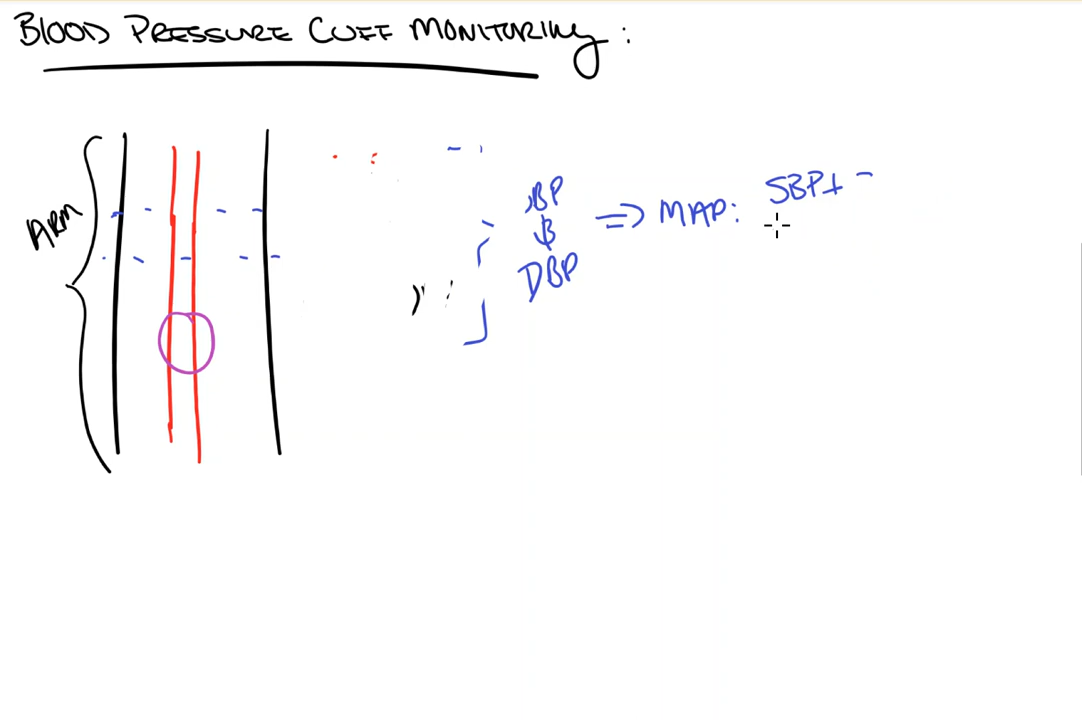 BLOOD PRESSURE CUFF MONITORING:
ARM
BP
DBP
=> MAP: SBP+